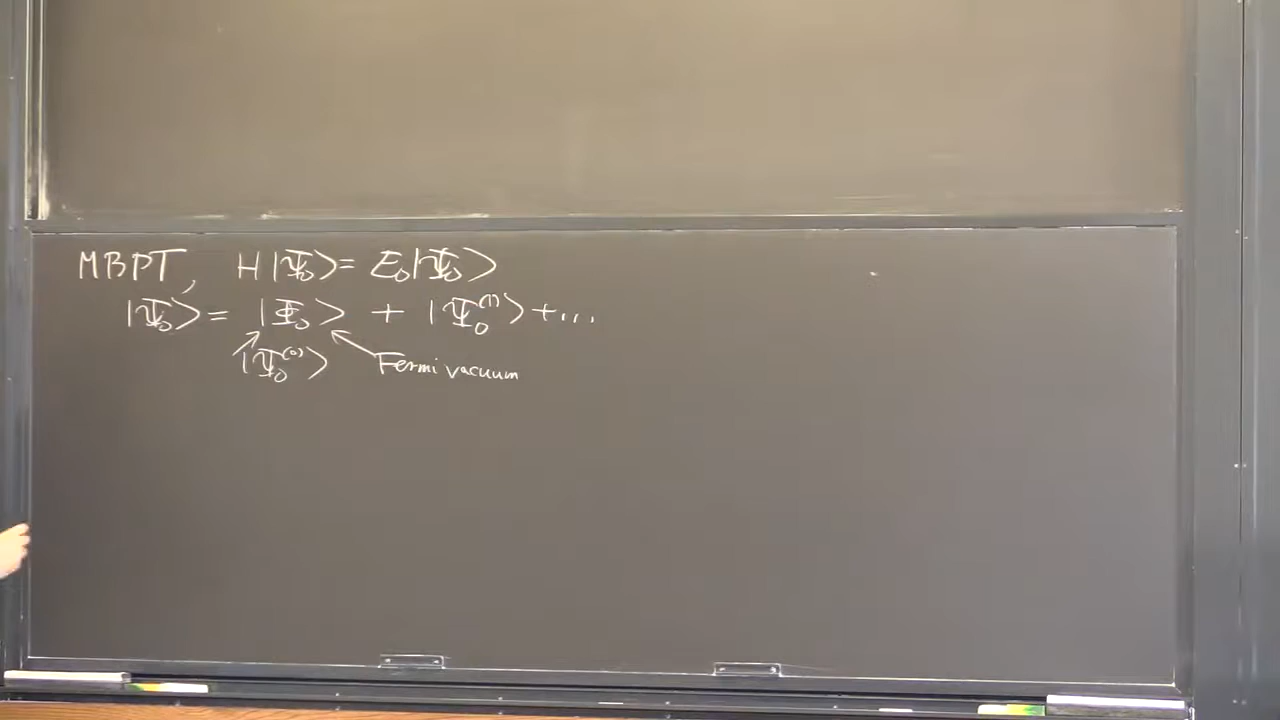 MBPT, H|Ψ₀⟩ = E₀|Ψ₀⟩
|Ψ₀⟩ = |Φ₀⟩ + |Ψ₀⁽¹⁾⟩ + ...
|Ψ₀⁽⁰⁾⟩ Fermi vacuum